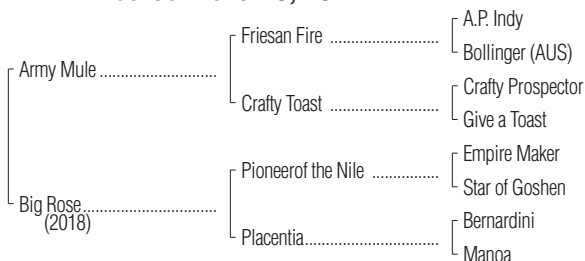 A.P. Indy
Friesan Fire ..........................
Bollinger (AUS)
Army Mule ............................
Crafty Prospector
Crafty Toast ..........................
Give a Toast
Empire Maker
Pioneerof the Nile ................
Star of Goshen
Big Rose................................
(2018)
Bernardini
Placentia................................
Manoa